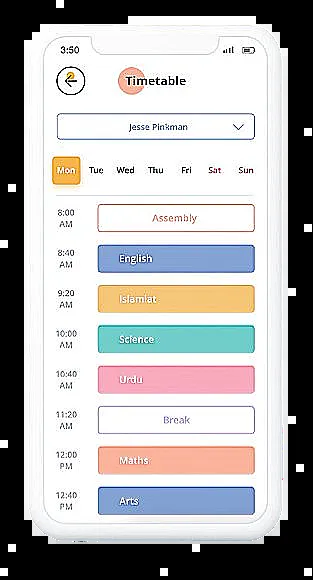 3:50
Timetable
Jesse Pinkman
Mon Tue Wed Thu Fri Sat Sun
8:00 AM Assembly
8:40 AM English
9:20 AM Islamiat
10:00 AM Science
10:40 AM Urdu
11:20 AM Break
12:00 PM Maths
12:40 PM Arts